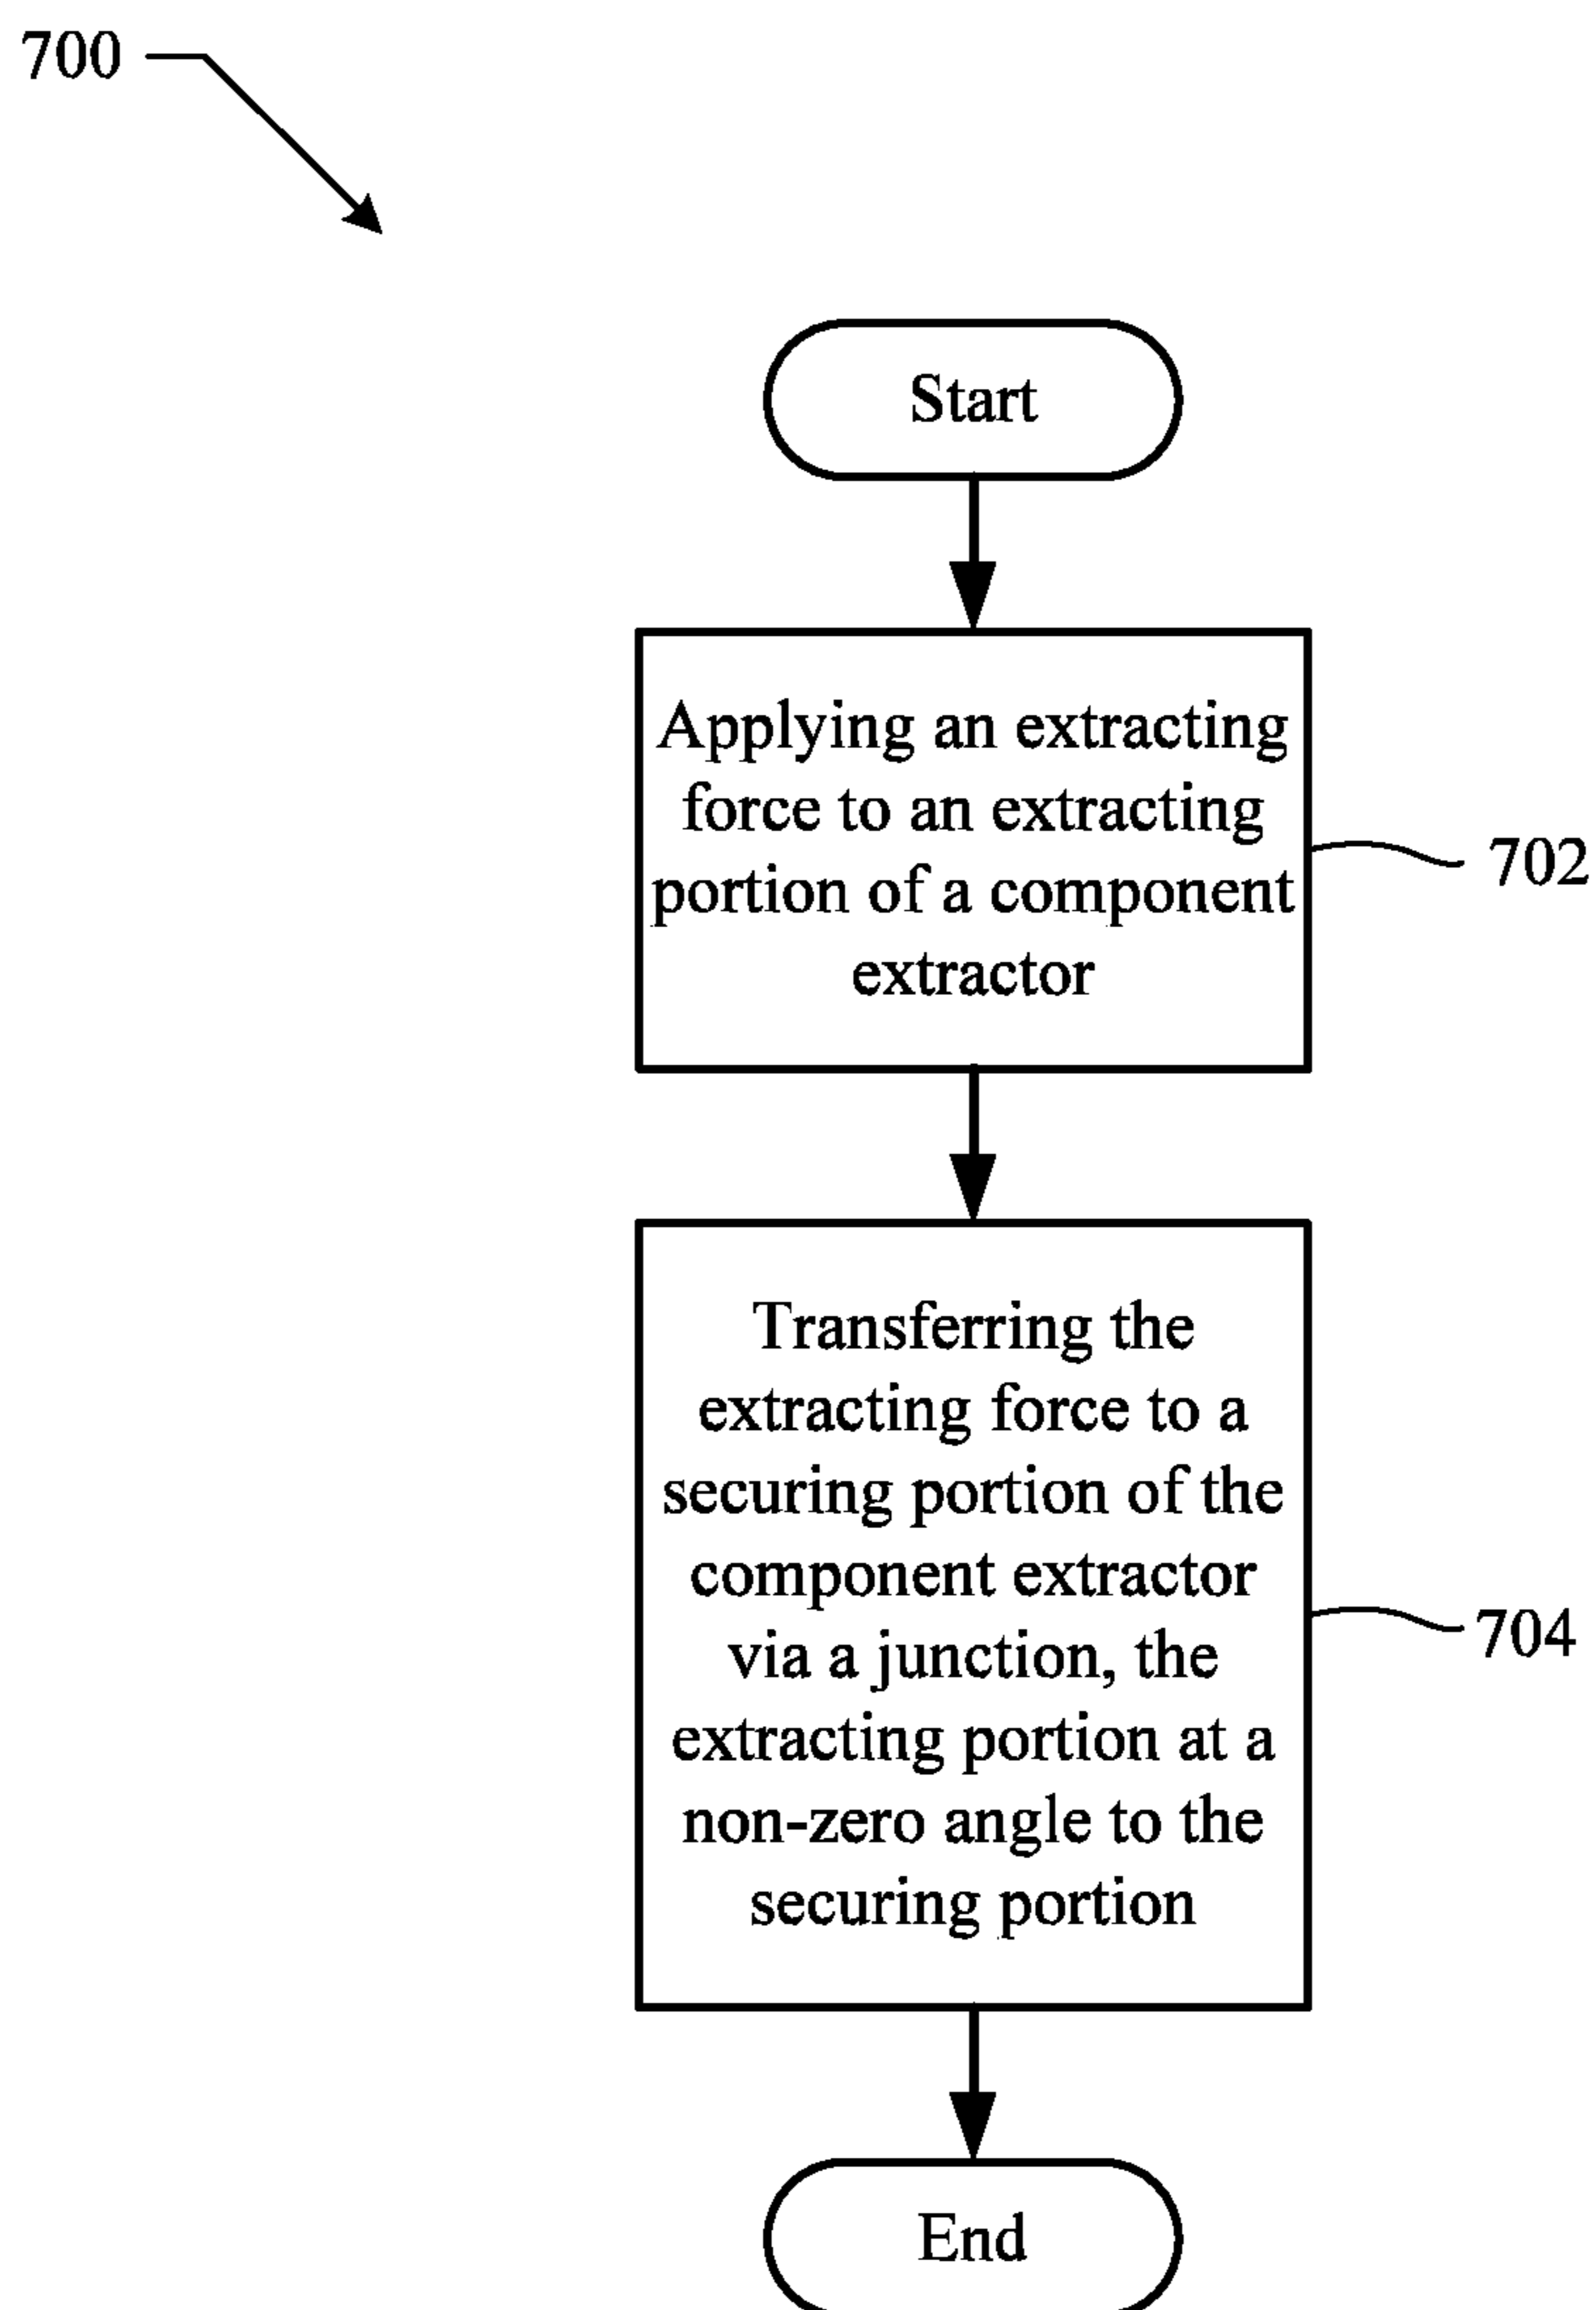 700
Start
Applying an extracting
force to an extracting
portion of a component
extractor
702
Transferring the
extracting force to a
securing portion of the
component extractor
via a junction, the
extracting portion at a
non-zero angle to the
securing portion
704
End